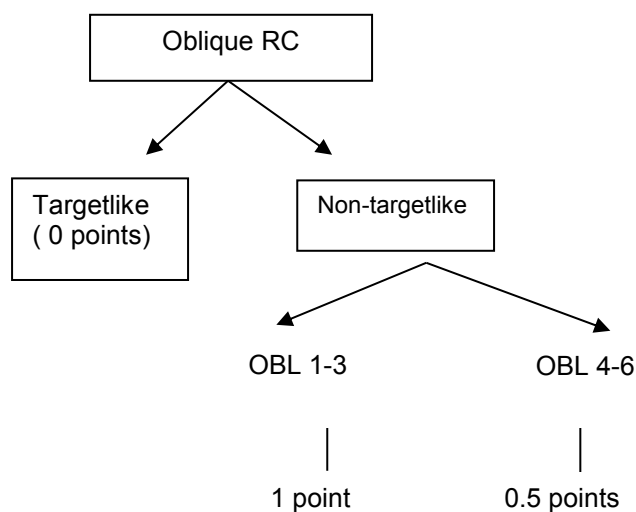 Oblique RC
Targetlike
( 0 points)
Non-targetlike
OBL 1-3
OBL 4-6
1 point
0.5 points